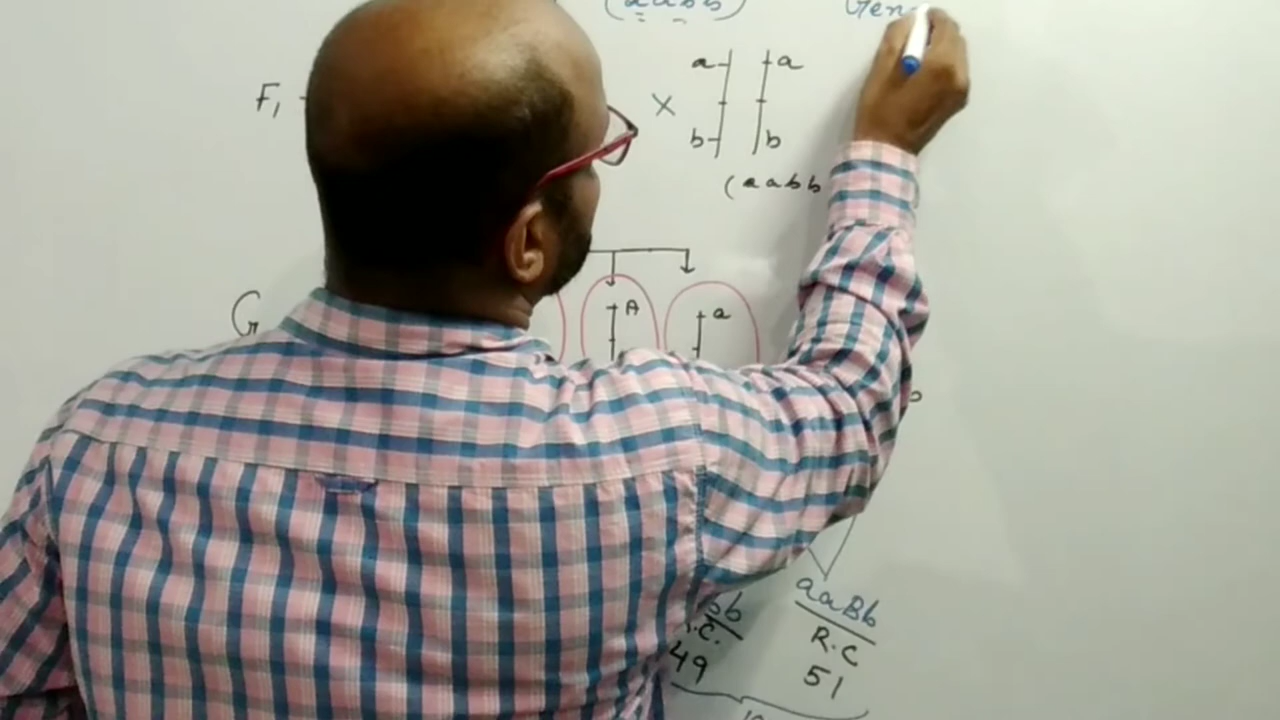 (aabb)
Gen
F1
a a
×
b b
(aabb
G
A a
bb aaBb
R.C. R.C
49 51